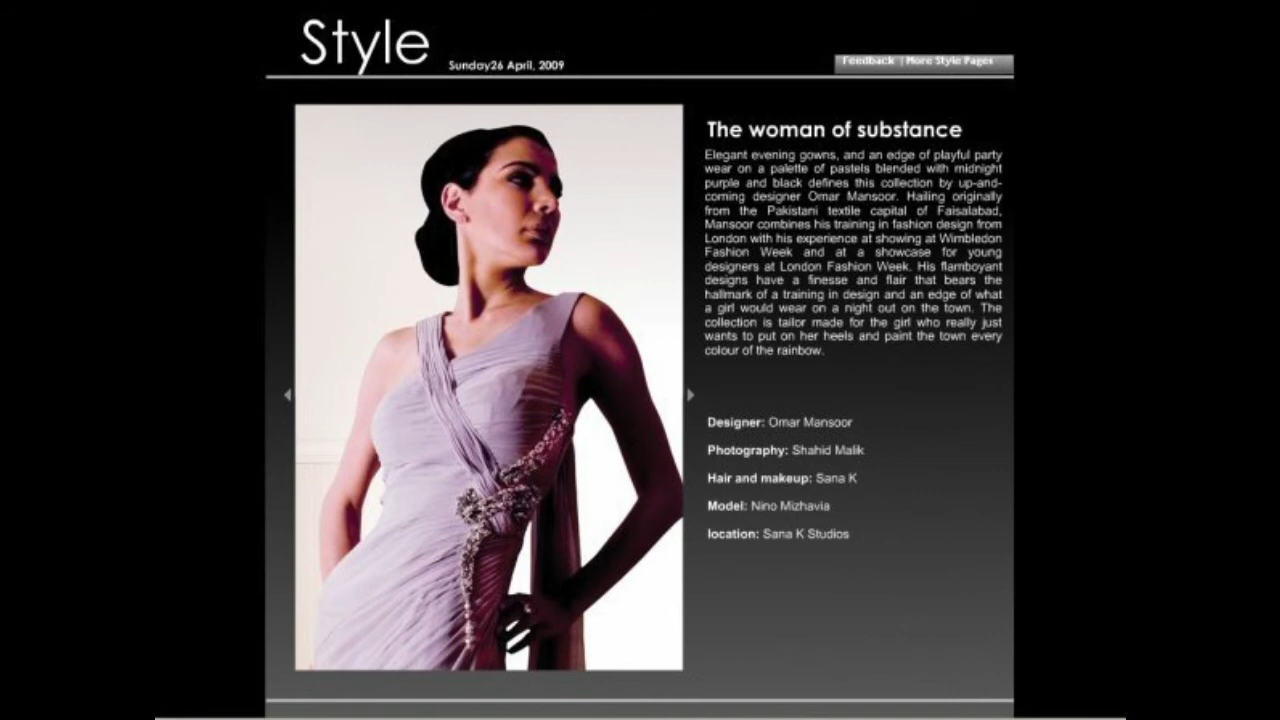 Style
Sunday26 April, 2009
Feedback | More Style Pages
The woman of substance
Elegant evening gowns, and an edge of playful party
wear on a palette of pastels blended with midnight
purple and black defines this collection by up-and-
coming designer Omar Mansoor. Hailing originally
from the Pakistani textile capital of Faisalabad,
Mansoor combines his training in fashion design from
London with his experience at showing at Wimbledon
Fashion Week and at a showcase for young
designers at London Fashion Week. His flamboyant
designs have a finesse and flair that bears the
hallmark of a training in design and an edge of what
a girl would wear on a night out on the town. The
collection is tailor made for the girl who really just
wants to put on her heels and paint the town every
colour of the rainbow.
Designer: Omar Mansoor
Photography: Shahid Malik
Hair and makeup: Sana K
Model: Nino Mizhavia
location: Sana K Studios